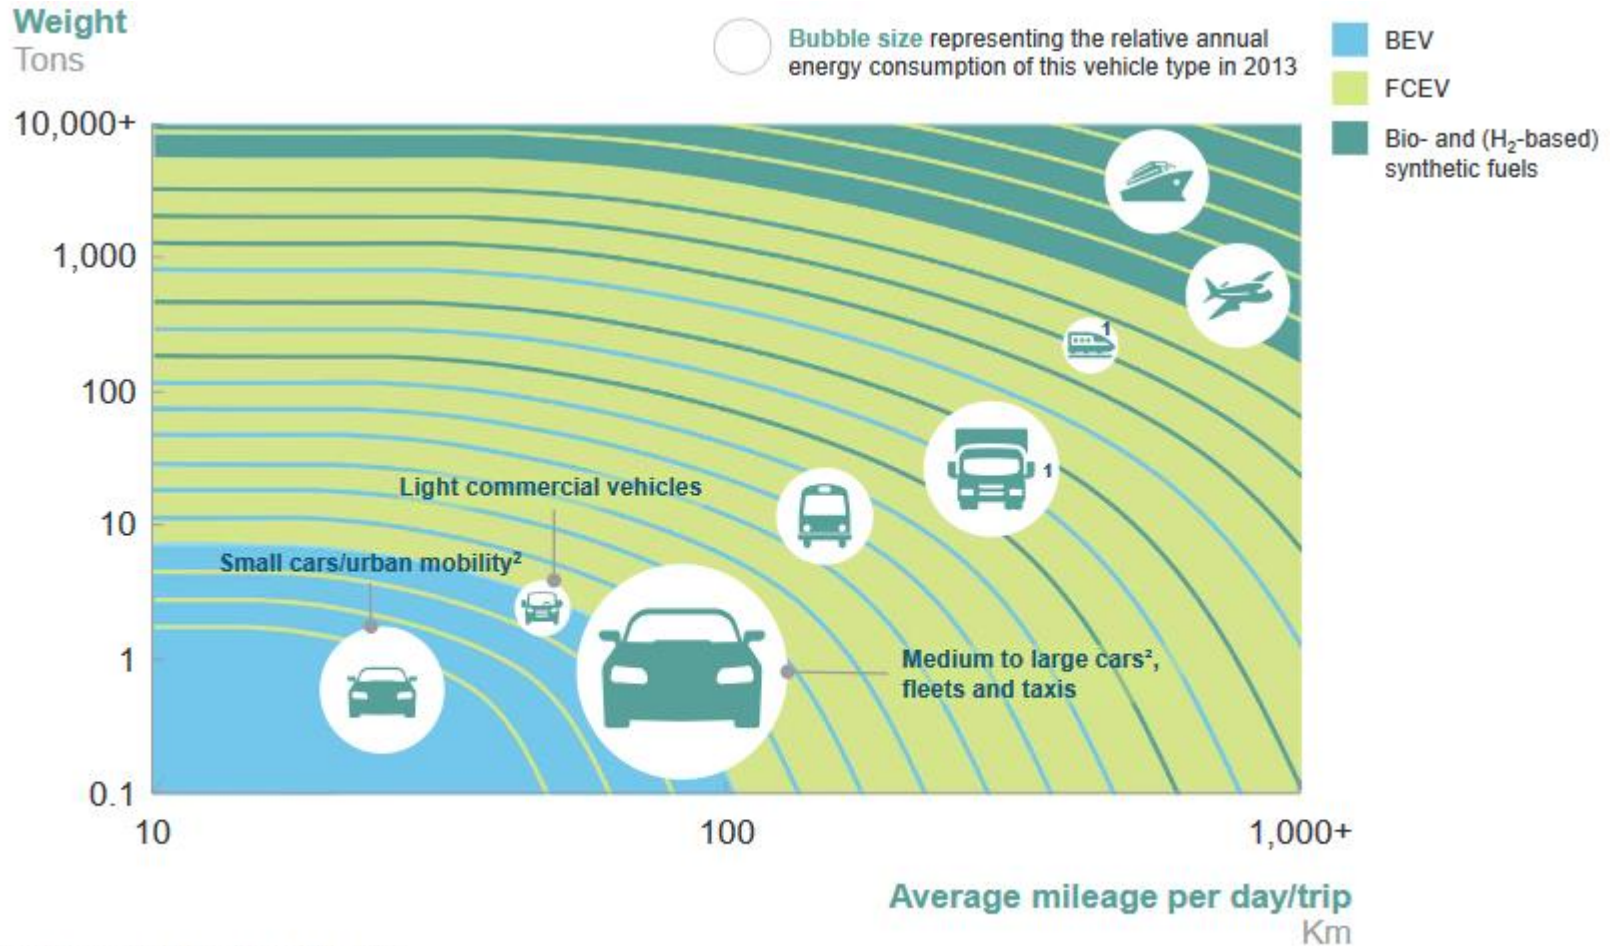 Weight
Tons
Bubble size representing the relative annual
energy consumption of this vehicle type in 2013
BEV
FCEV
Bio- and (H₂-based)
synthetic fuels
10,000+
1,000
100
10
1
0.1
1
1
Light commercial vehicles
Small cars/urban mobility²
Medium to large cars²,
fleets and taxis
10
100
1,000+
Average mileage per day/trip
Km